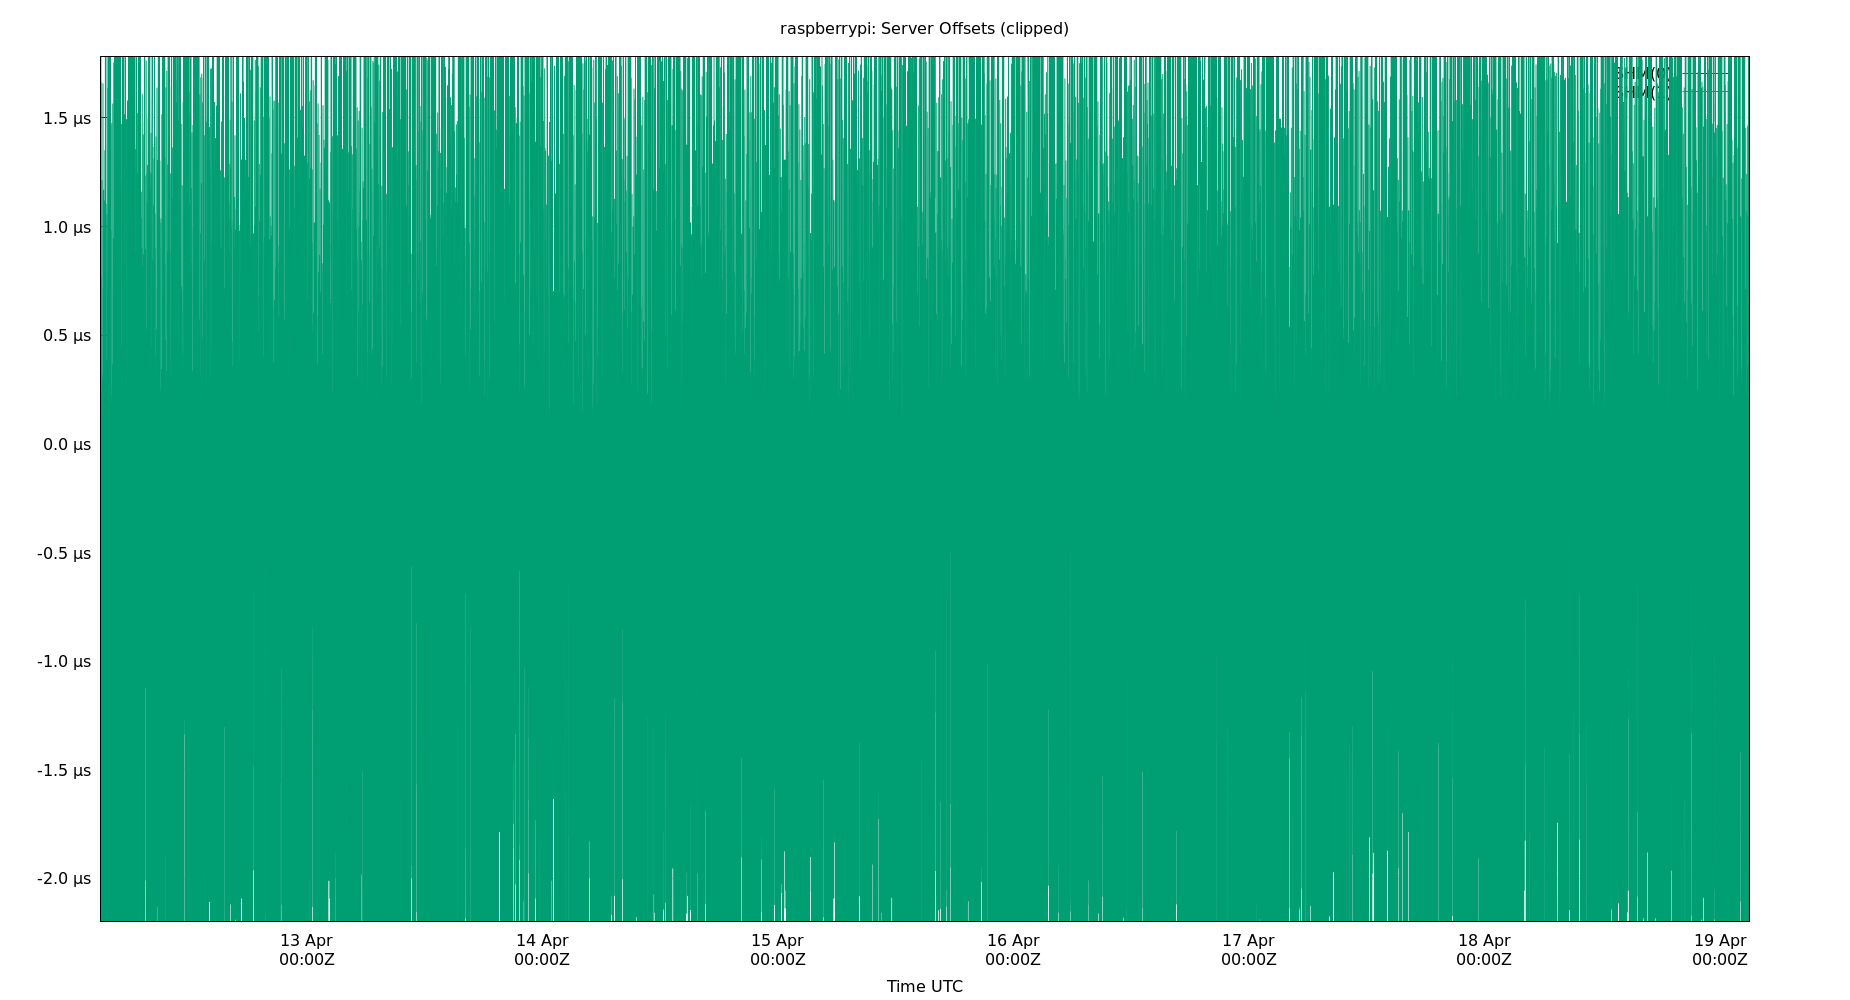 raspberrypi: Server Offsets (clipped)
SHM(0)
1.5 µs
1.0 µs
0.5 µs
0.0 µs
-0.5 µs
-1.0 µs
-1.5 µs
-2.0 µs
13 Apr 14 Apr 15 Apr 16 Apr 17 Apr 18 Apr 19 Apr
00:00Z 00:00Z 00:00Z 00:00Z 00:00Z 00:00Z 00:00Z
Time UTC